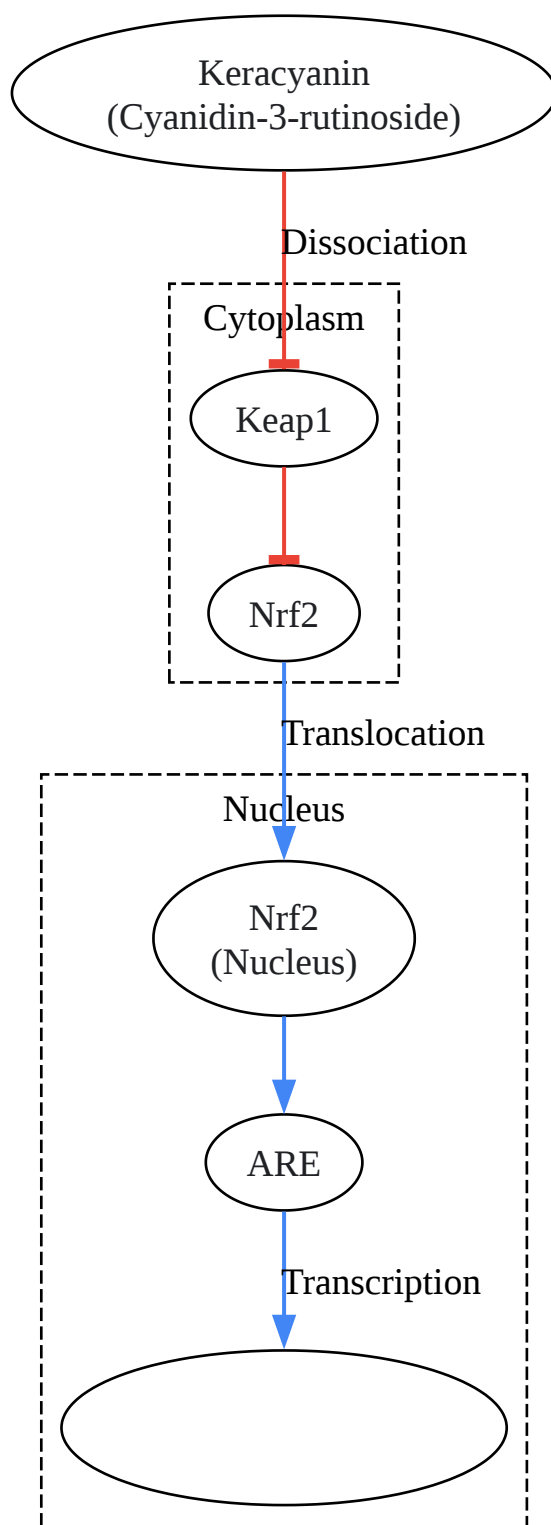 Keracyanin
(Cyanidin-3-rutinoside)
Dissociation
Cytoplasm
Keap1
Nrf2
Translocation
Nucleus
Nrf2
(Nucleus)
ARE
Transcription